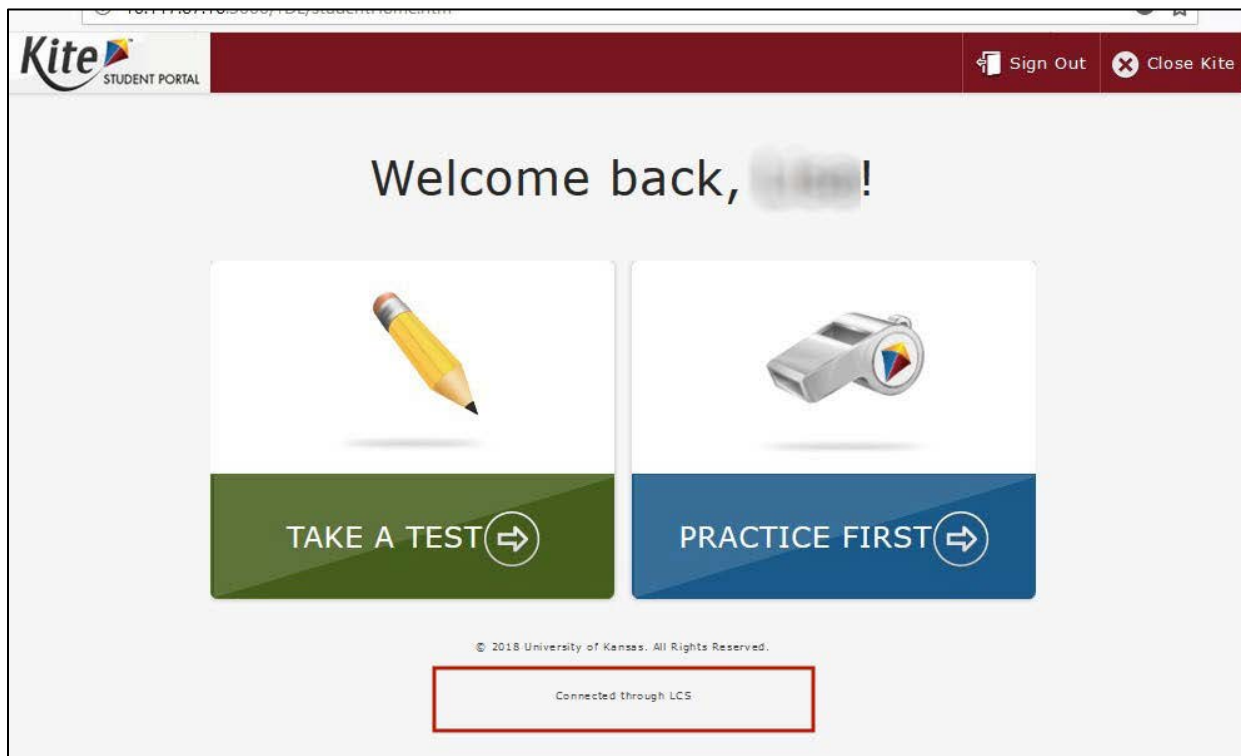 Kite
STUDENT PORTAL
Sign Out
Close Kite
Welcome back, !
TAKE A TEST
PRACTICE FIRST
© 2018 University of Kansas. All Rights Reserved.
Connected through LCS